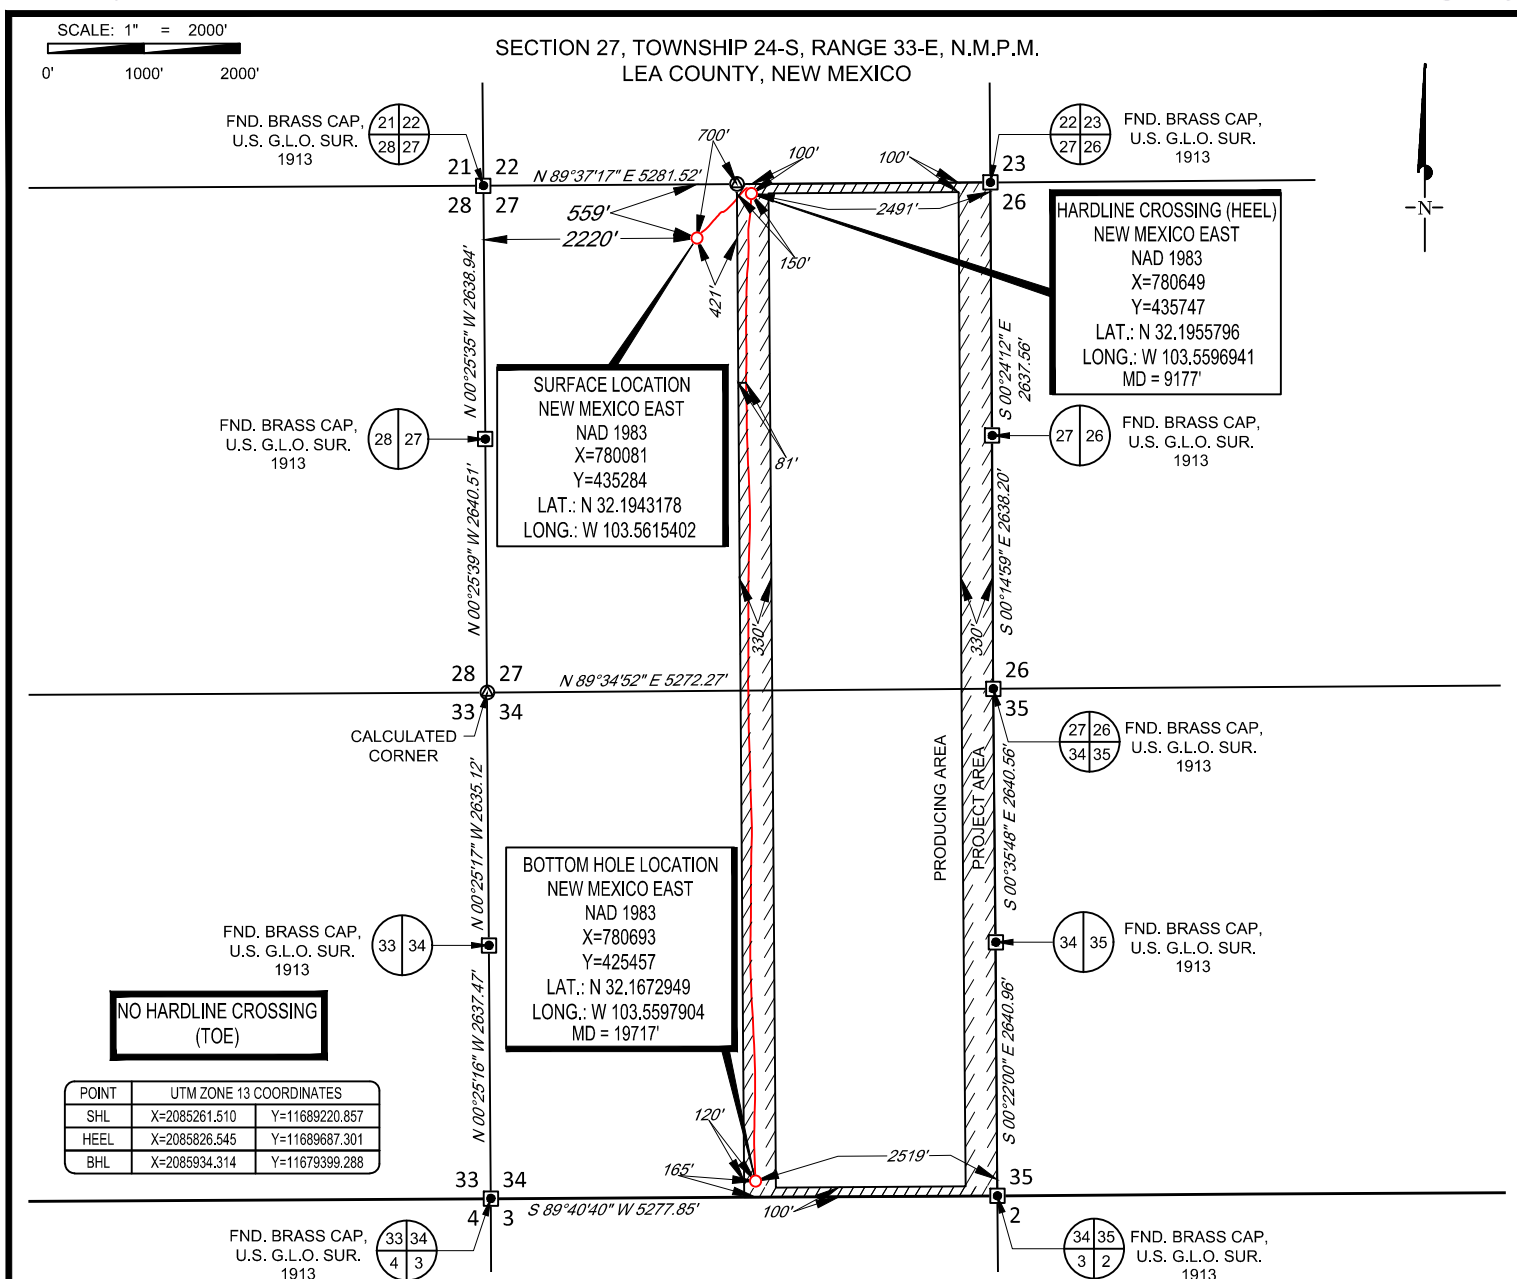 SCALE: 1" = 2000'
0' 1000' 2000'
SECTION 27, TOWNSHIP 24-S, RANGE 33-E, N.M.P.M.
LEA COUNTY, NEW MEXICO
FND. BRASS CAP,
U.S. G.L.O. SUR.
1913
21 22
28 27
700'
100'
100'
22 23
27 26
FND. BRASS CAP,
U.S. G.L.O. SUR.
1913
21 22
28 27
N 89°37'17" E 5281.52'
23
26
559'
2220'
2491'
150'
421'
N
HARDLINE CROSSING (HEEL)
NEW MEXICO EAST
NAD 1983
X=780649
Y=435747
LAT.: N 32.1955796
LONG.: W 103.5596941
MD = 9177'
N 00°25'35" W 2638.94'
S 00°24'12" E
2637.56'
SURFACE LOCATION
NEW MEXICO EAST
NAD 1983
X=780081
Y=435284
LAT.: N 32.1943178
LONG.: W 103.5615402
FND. BRASS CAP,
U.S. G.L.O. SUR.
1913
28 27
81'
27 26
FND. BRASS CAP,
U.S. G.L.O. SUR.
1913
N 00°25'39" W 2640.51'
S 00°14'59" E 2638.20'
330'
330'
28 27
33 34
N 89°34'52" E 5272.27'
26
35
CALCULATED
CORNER
27 26
34 35
FND. BRASS CAP,
U.S. G.L.O. SUR.
1913
PRODUCING AREA
PROJECT AREA
N 00°25'17" W 2635.12'
S 00°35'48" E 2640.56'
BOTTOM HOLE LOCATION
NEW MEXICO EAST
NAD 1983
X=780693
Y=425457
LAT.: N 32.1672949
LONG.: W 103.5597904
MD = 19717'
FND. BRASS CAP,
U.S. G.L.O. SUR.
1913
33 34
34 35
FND. BRASS CAP,
U.S. G.L.O. SUR.
1913
NO HARDLINE CROSSING
(TOE)
N 00°25'16" W 2637.47'
S 00°22'00" E 2640.96'
POINT UTM ZONE 13 COORDINATES
SHL X=2085261.510 Y=11689220.857
HEEL X=2085826.545 Y=11689687.301
BHL X=2085934.314 Y=11679399.288
120'
165'
2519'
33 34
4 3
S 89°40'40" W 5277.85'
100'
35
2
FND. BRASS CAP,
U.S. G.L.O. SUR.
1913
33 34
4 3
34 35
3 2
FND. BRASS CAP,
U.S. G.L.O. SUR.
1913